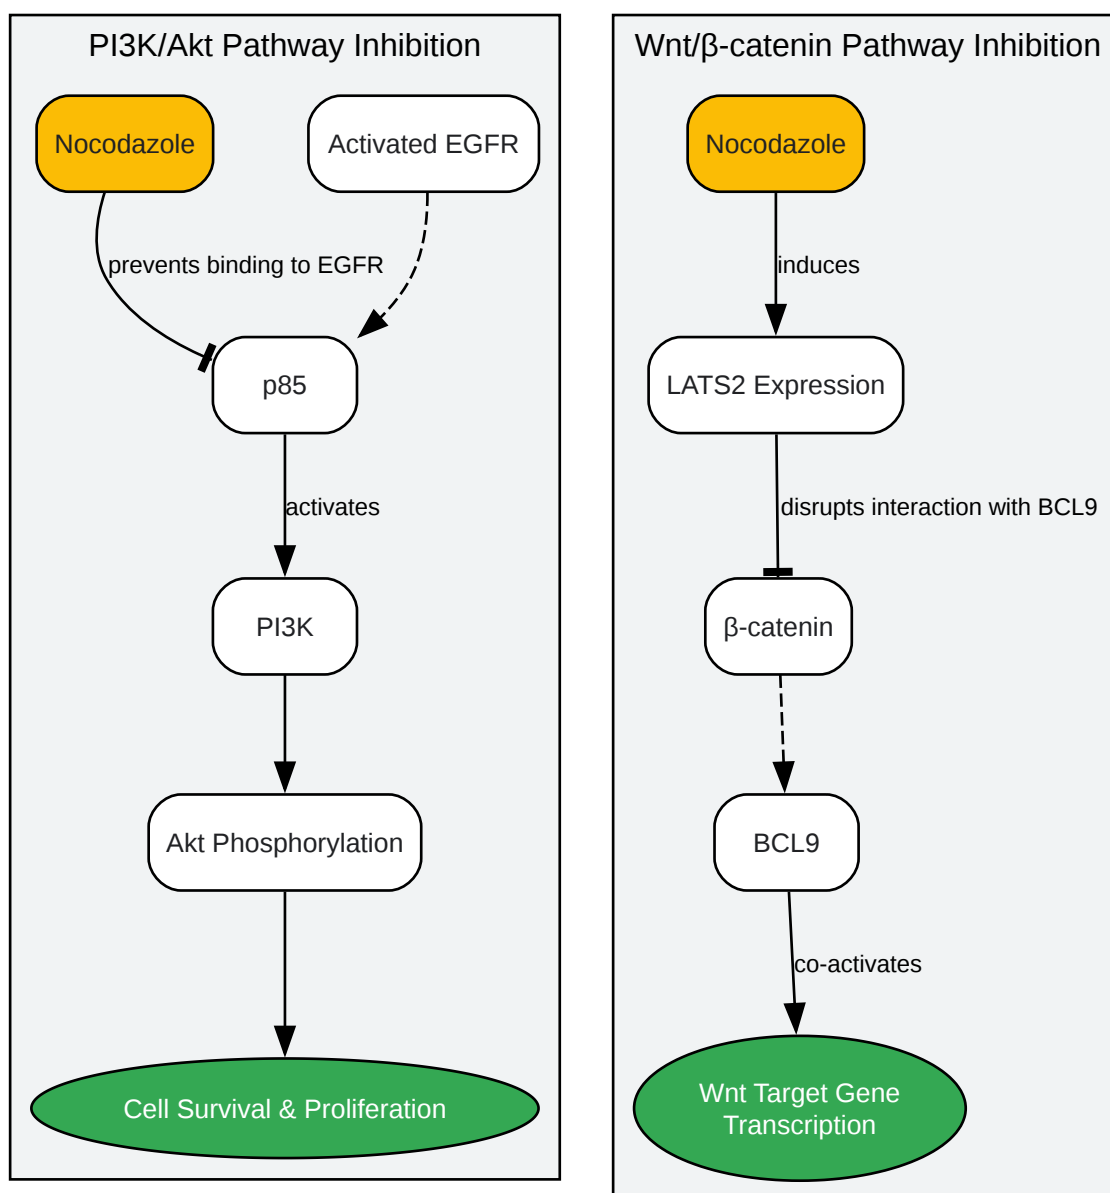 PI3K/Akt Pathway Inhibition
Nocodazole
Activated EGFR
prevents binding to EGFR
p85
activates
PI3K
Akt Phosphorylation
Cell Survival & Proliferation
Wnt/β-catenin Pathway Inhibition
Nocodazole
induces
LATS2 Expression
disrupts interaction with BCL9
β-catenin
BCL9
co-activates
Wnt Target Gene
Transcription